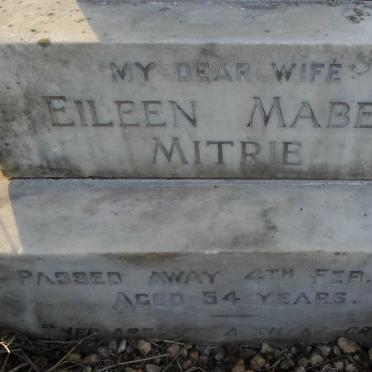 MY DEAR WIFE
EILEEN MABE
MITRIE
PASSED AWAY 4TH FEB.
AGED 54 YEARS.
A